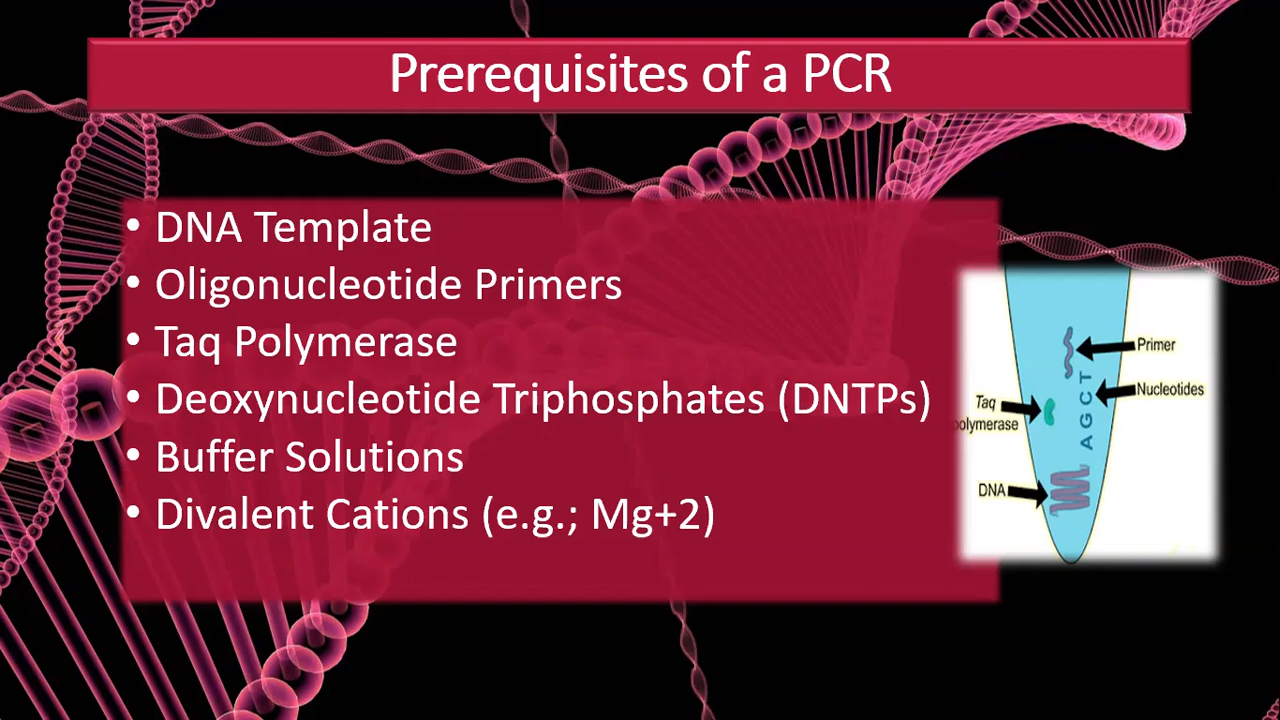 Prerequisites of a PCR
• DNA Template
• Oligonucleotide Primers
• Taq Polymerase
• Deoxynucleotide Triphosphates (DNTPs)
• Buffer Solutions
• Divalent Cations (e.g.; Mg+2)
Primer
Nucleotides
Taq
polymerase
AGCT
DNA